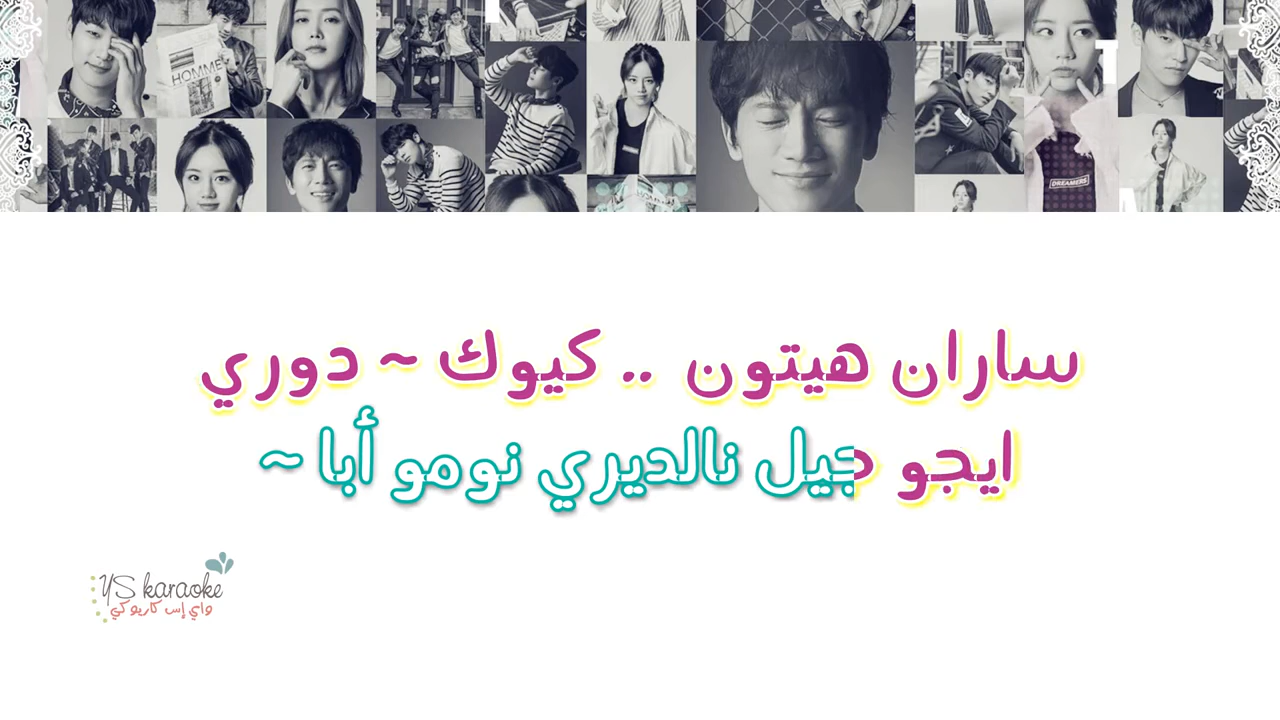 HOMME
DREAMERS
ساران هيتون .. كيوك ~ دوري
ايجو جيل نالديري نومو أبا ~
YS karaoke
واي إس كاريوكي